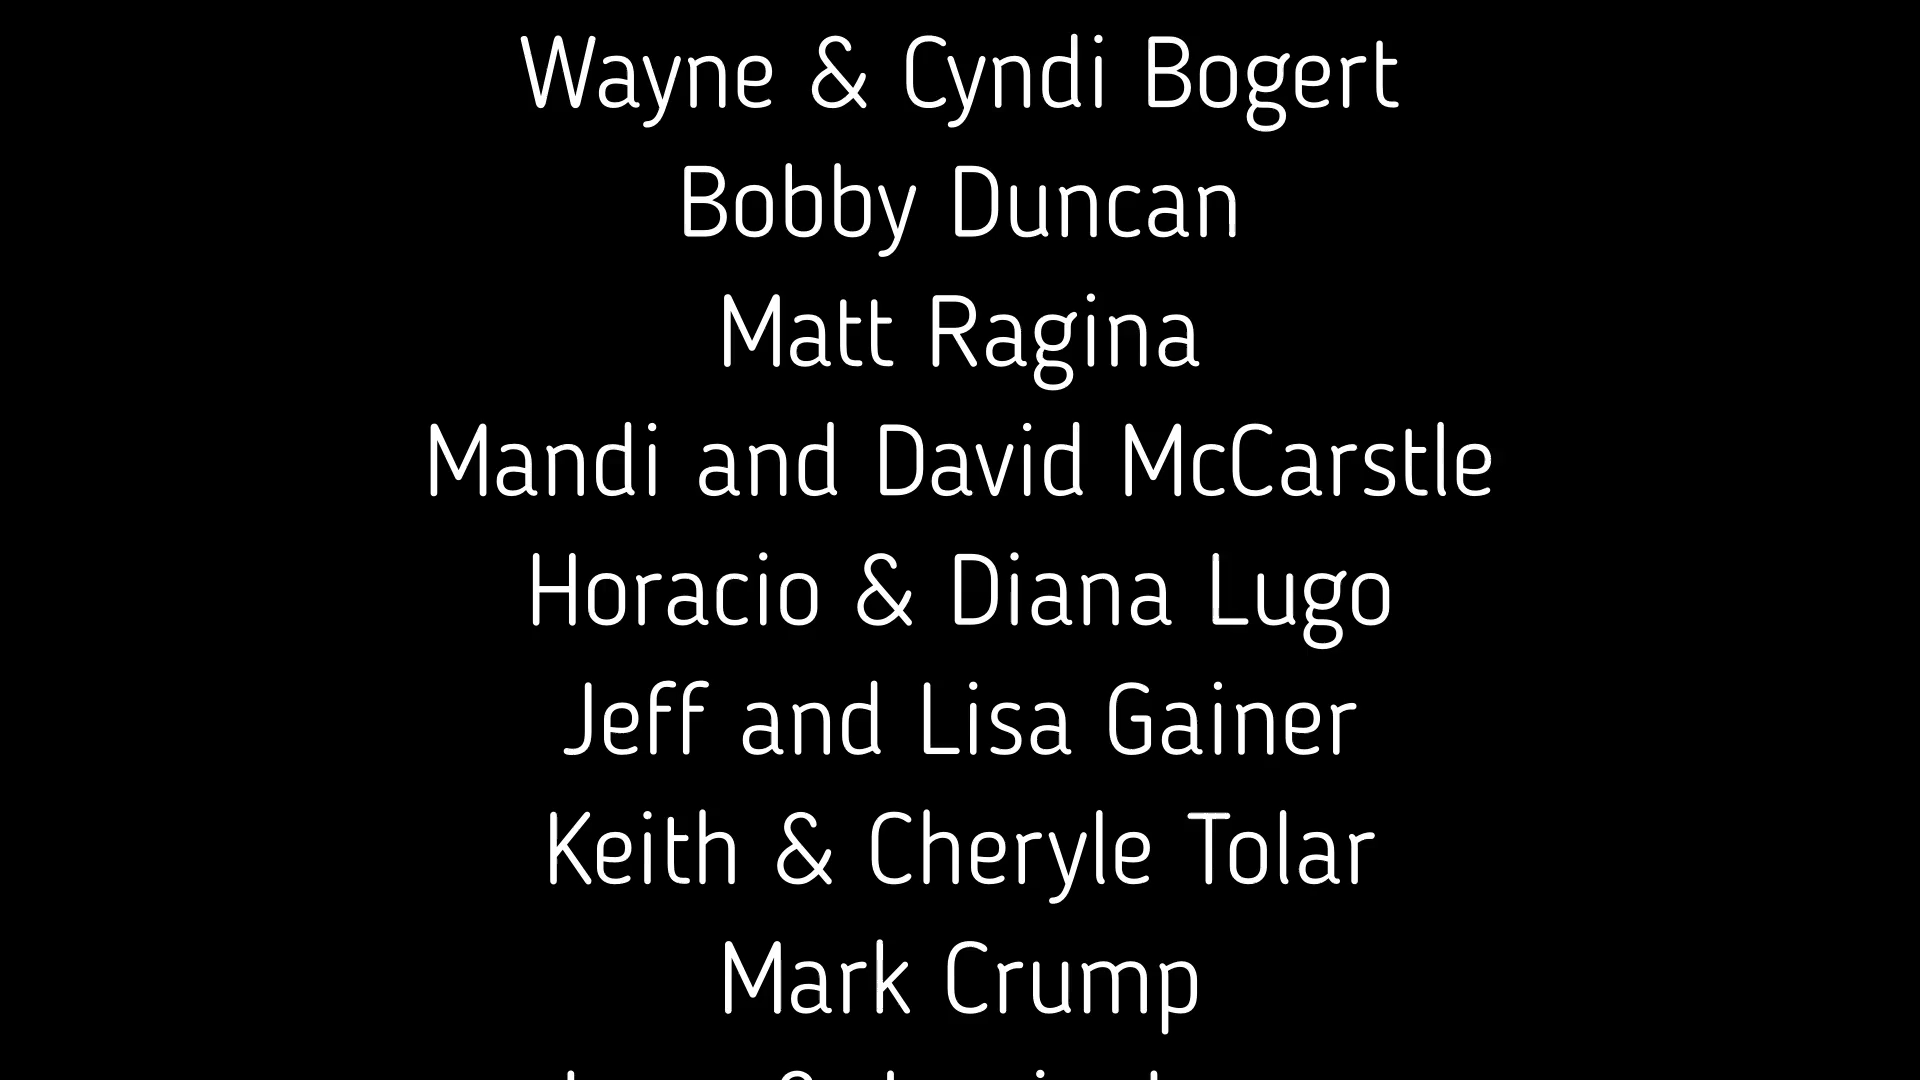 Wayne & Cyndi Bogert
Bobby Duncan
Matt Ragina
Mandi and David McCarstle
Horacio & Diana Lugo
Jeff and Lisa Gainer
Keith & Cheryle Tolar
Mark Crump